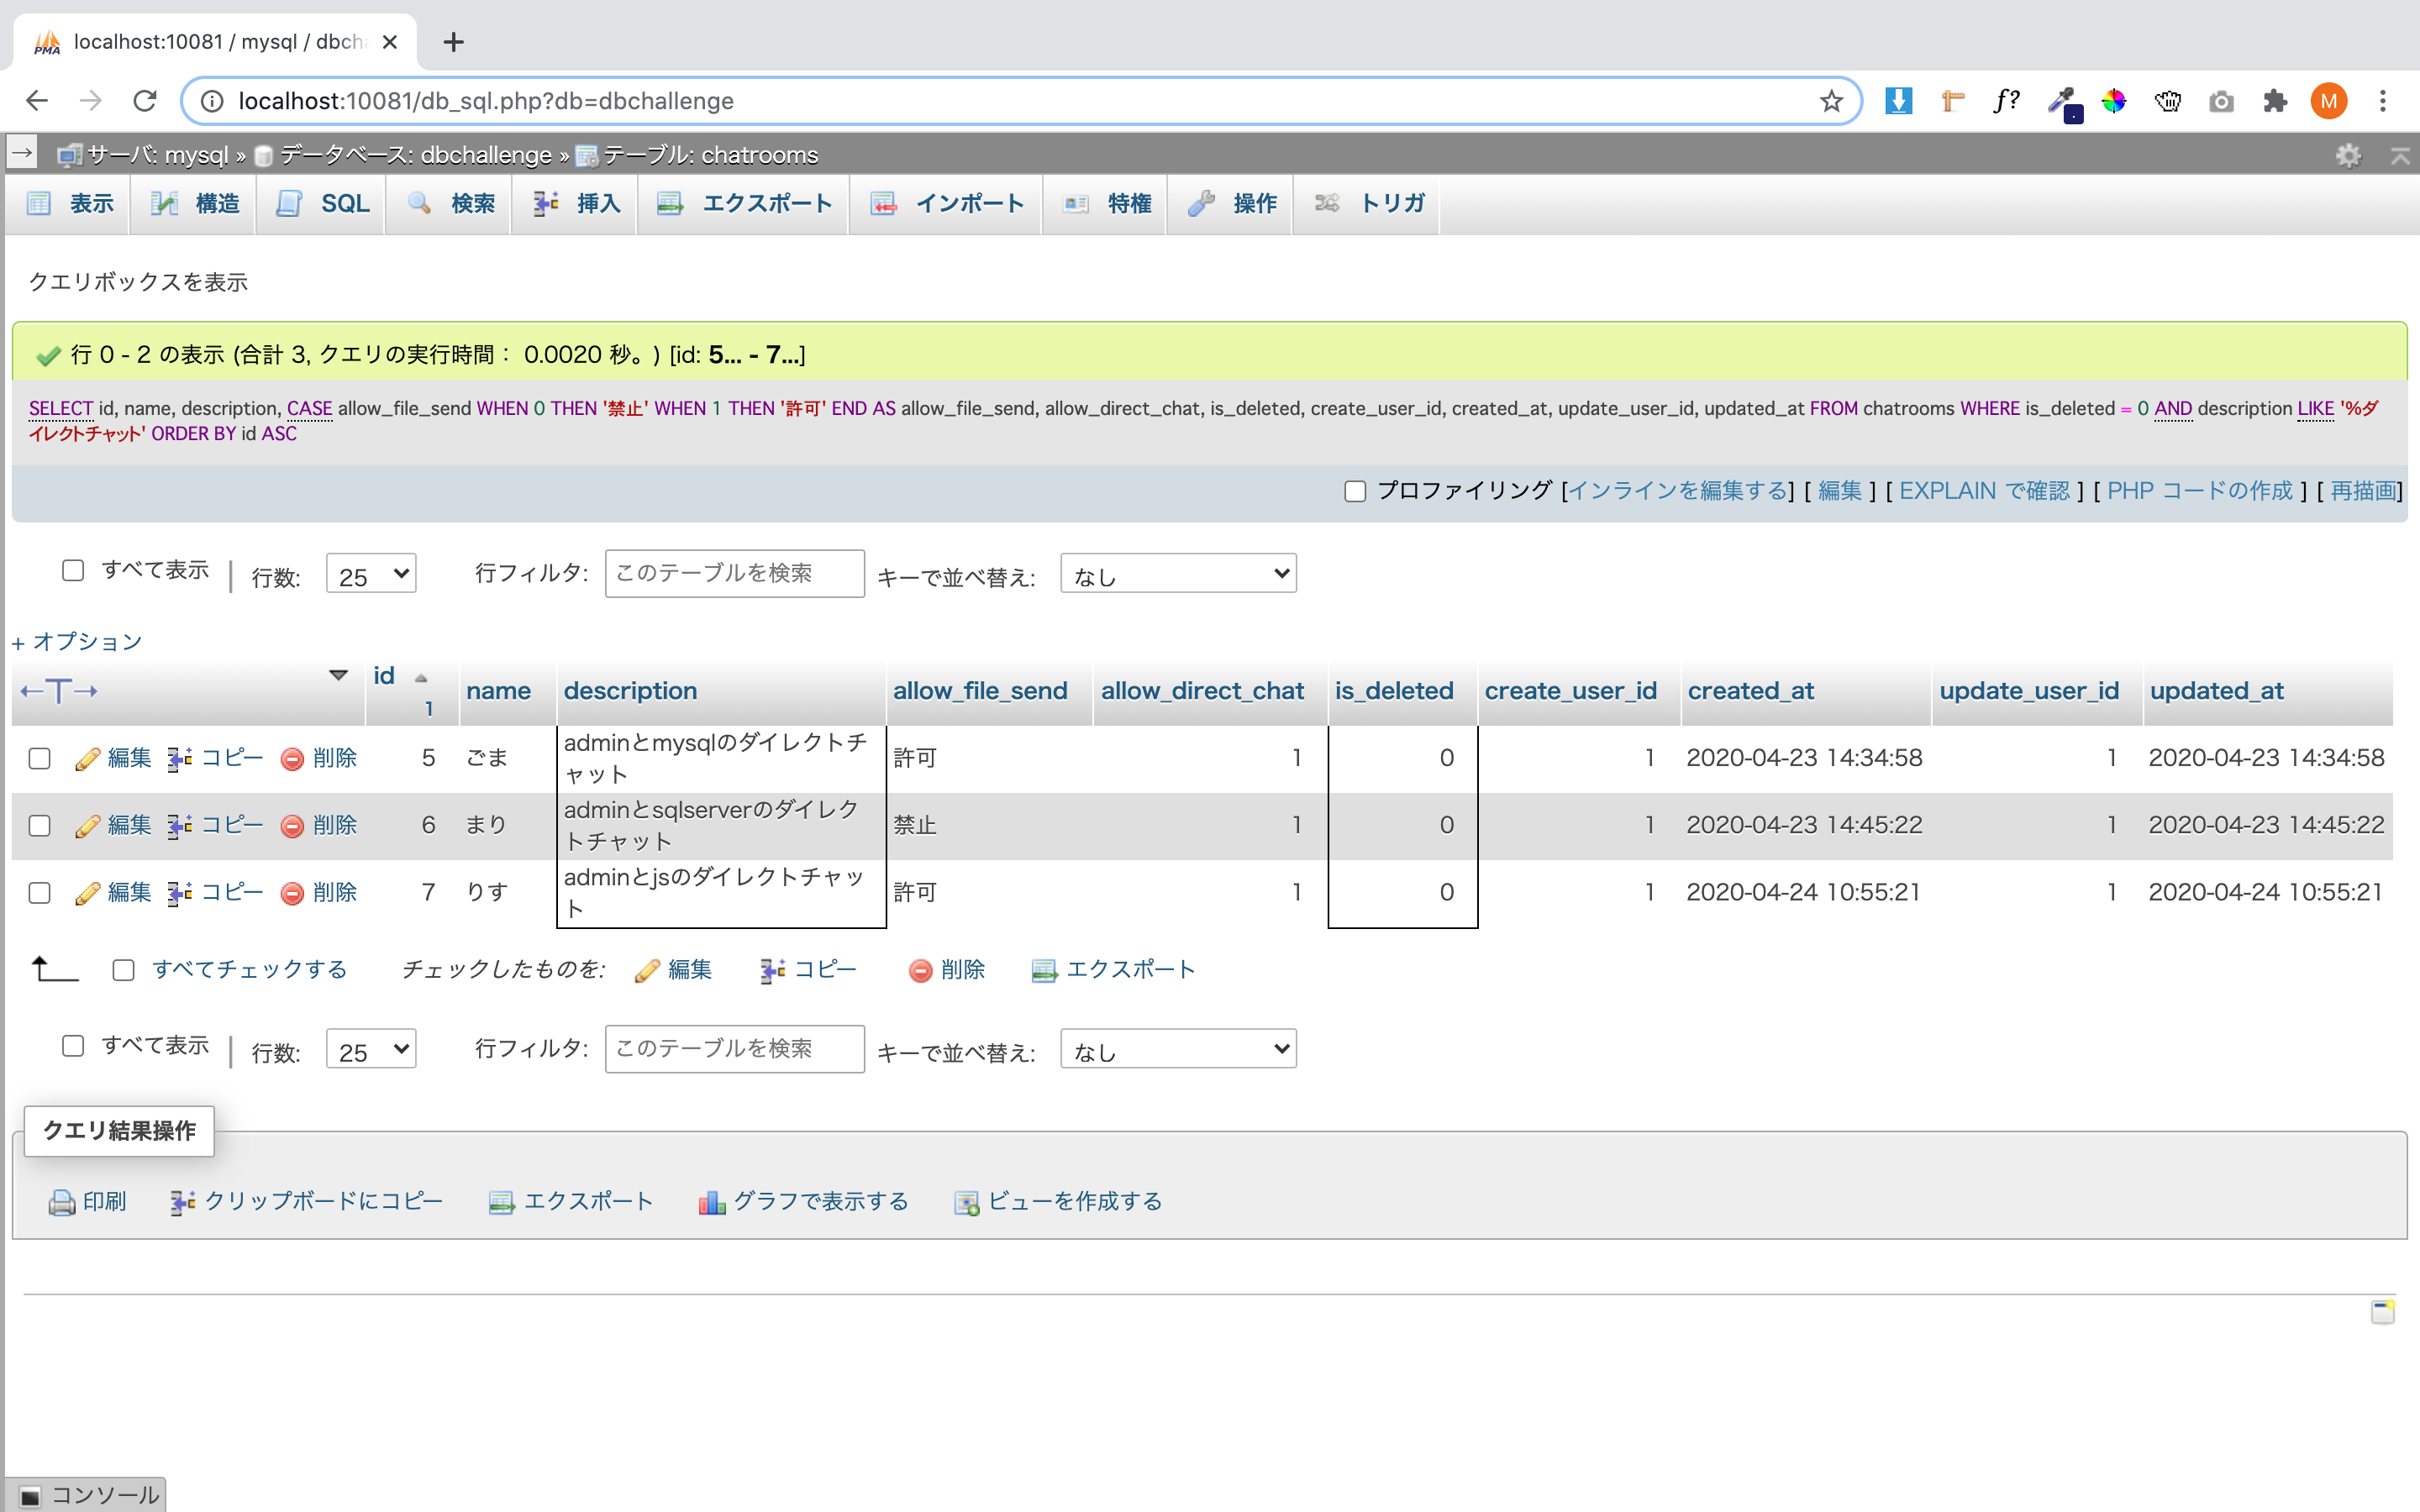 localhost:10081 / mysql / dbch
localhost:10081/db_sql.php?db=dbchallenge
f?
M
サーバ: mysql » データベース: dbchallenge » テーブル: chatrooms
表示 構造 SQL 検索 挿入 エクスポート インポート 特権 操作 トリガ
クエリボックスを表示
行 0 - 2 の表示 (合計 3, クエリの実行時間： 0.0020 秒。) [id: 5... - 7...]
SELECT id, name, description, CASE allow_file_send WHEN 0 THEN '禁止' WHEN 1 THEN '許可' END AS allow_file_send, allow_direct_chat, is_deleted, create_user_id, created_at, update_user_id, updated_at FROM chatrooms WHERE is_deleted = 0 AND description LIKE '%ダ
イレクトチャット' ORDER BY id ASC
プロファイリング [インラインを編集する] [ 編集 ] [ EXPLAIN で確認 ] [ PHP コードの作成 ] [ 再描画]
すべて表示 | 行数: 25 行フィルタ: このテーブルを検索 キーで並べ替え: なし
+ オプション
←T→ id 1 name description allow_file_send allow_direct_chat is_deleted create_user_id created_at update_user_id updated_at
編集 コピー 削除 5 ごま adminとmysqlのダイレクトチ
ャット 許可 1 0 1 2020-04-23 14:34:58 1 2020-04-23 14:34:58
編集 コピー 削除 6 まり adminとsqlserverのダイレク
トチャット 禁止 1 0 1 2020-04-23 14:45:22 1 2020-04-23 14:45:22
編集 コピー 削除 7 りす adminとjsのダイレクトチャッ
ト 許可 1 0 1 2020-04-24 10:55:21 1 2020-04-24 10:55:21
すべてチェックする チェックしたものを: 編集 コピー 削除 エクスポート
すべて表示 | 行数: 25 行フィルタ: このテーブルを検索 キーで並べ替え: なし
クエリ結果操作
印刷 クリップボードにコピー エクスポート グラフで表示する ビューを作成する
コンソール